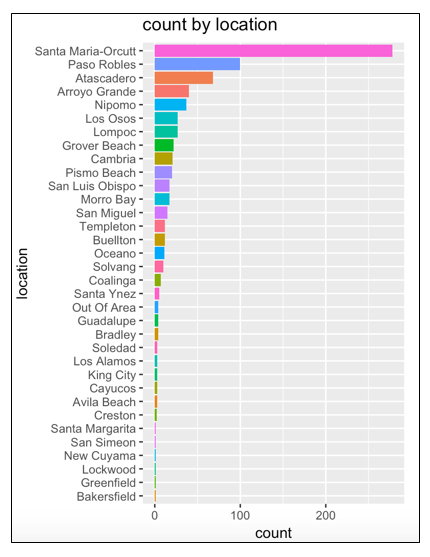 count by location
location
Santa Maria-Orcutt
Paso Robles
Atascadero
Arroyo Grande
Nipomo
Los Osos
Lompoc
Grover Beach
Cambria
Pismo Beach
San Luis Obispo
Morro Bay
San Miguel
Templeton
Buellton
Oceano
Solvang
Coalinga
Santa Ynez
Out Of Area
Guadalupe
Bradley
Soledad
Los Alamos
King City
Cayucos
Avila Beach
Creston
Santa Margarita
San Simeon
New Cuyama
Lockwood
Greenfield
Bakersfield
0 100 200
count